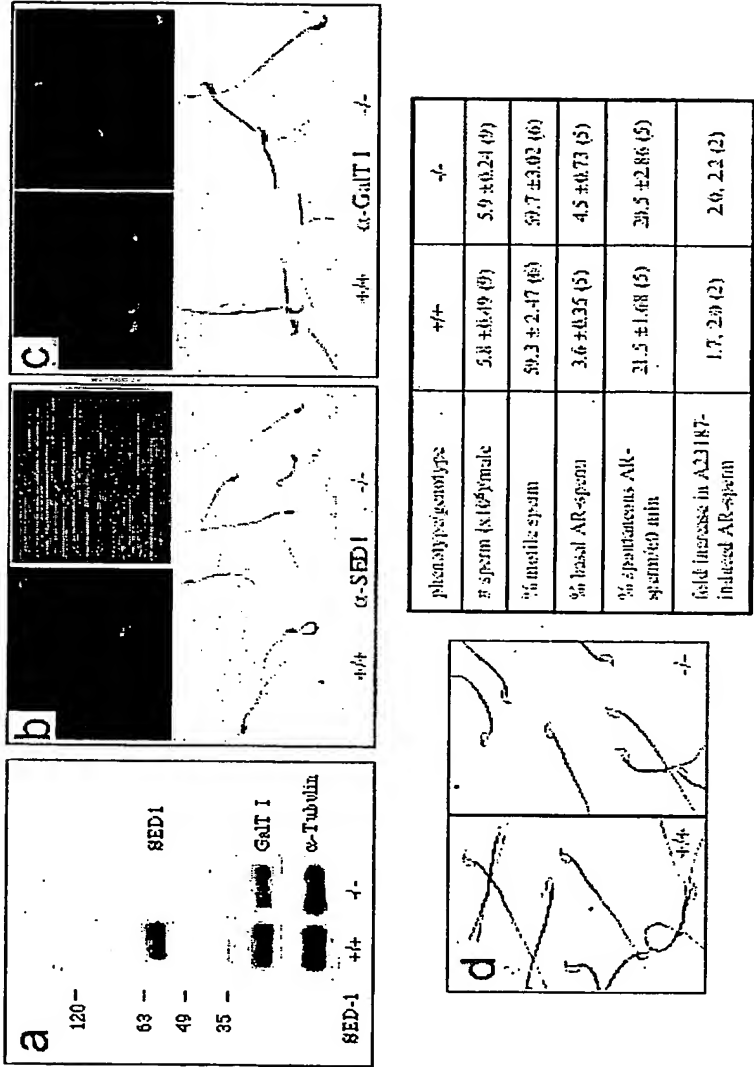 a
120 –
63 –
49 –
35 –
SED1
GalT I
α-Tubulin
SED-1
+/+
-/-
b
+/+
α-SED1
-/-
c
+/+
α-GalT I
-/-
d
+/+
-/-
phenotype/genotype +/+ -/-
# sperm (x10⁶)/male 5.8 ±0.49 (9) 5.9 ±0.24 (9)
% motile sperm 59.3 ± 2.47 (6) 59.7 ±3.02 (6)
% basal AR-sperm 3.6 ±0.35 (5) 4.5 ±0.73 (5)
% spontaneous AR-
sperm/60 min 21.5 ±1.68 (5) 20.5 ±2.86 (5)
fold increase in A23187-
induced AR-sperm 1.7, 2.0 (2) 2.0, 2.2 (2)